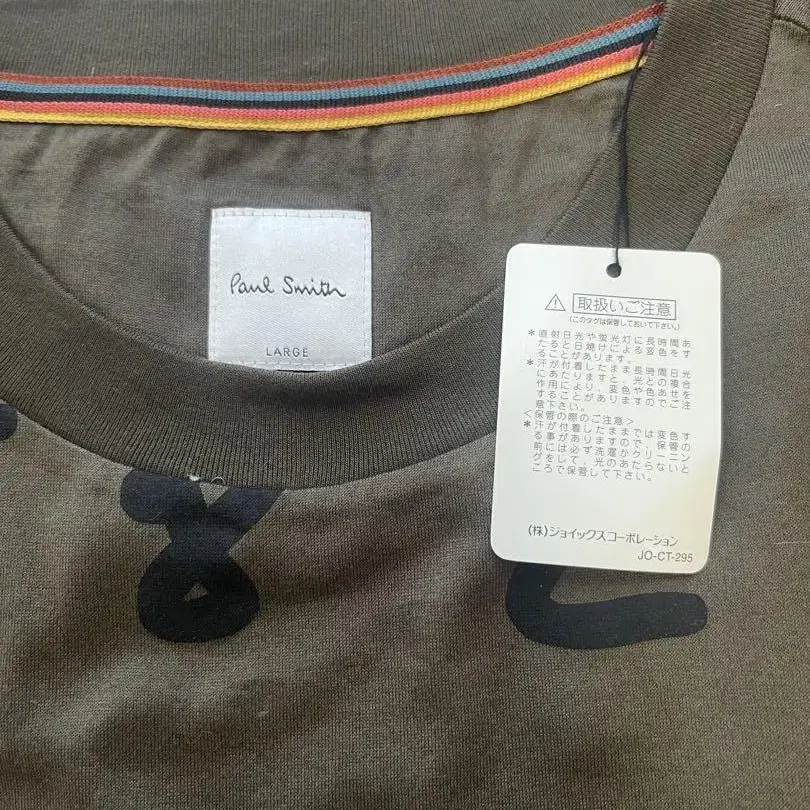 Paul Smith
LARGE
取扱いご注意
(このタグは保管しておいて下さい。)
*直射日光や蛍光灯に長時間あ
たると日焼けによる変色をす
ることがあります。
*汗が付着したまま長時間日光
にあたりますと、光との複合
作用により、変色や色あせを
することがありますのでご注
意下さい。
<保管の際のご注意>
*汗が付着したままでは変色す
る事がありますので、保管の
前には必ず洗濯かクリーニン
グをして、光のあたらないと
ころで保管して下さい。
(株)ジョイックスコーポレーション
JO-CT-295